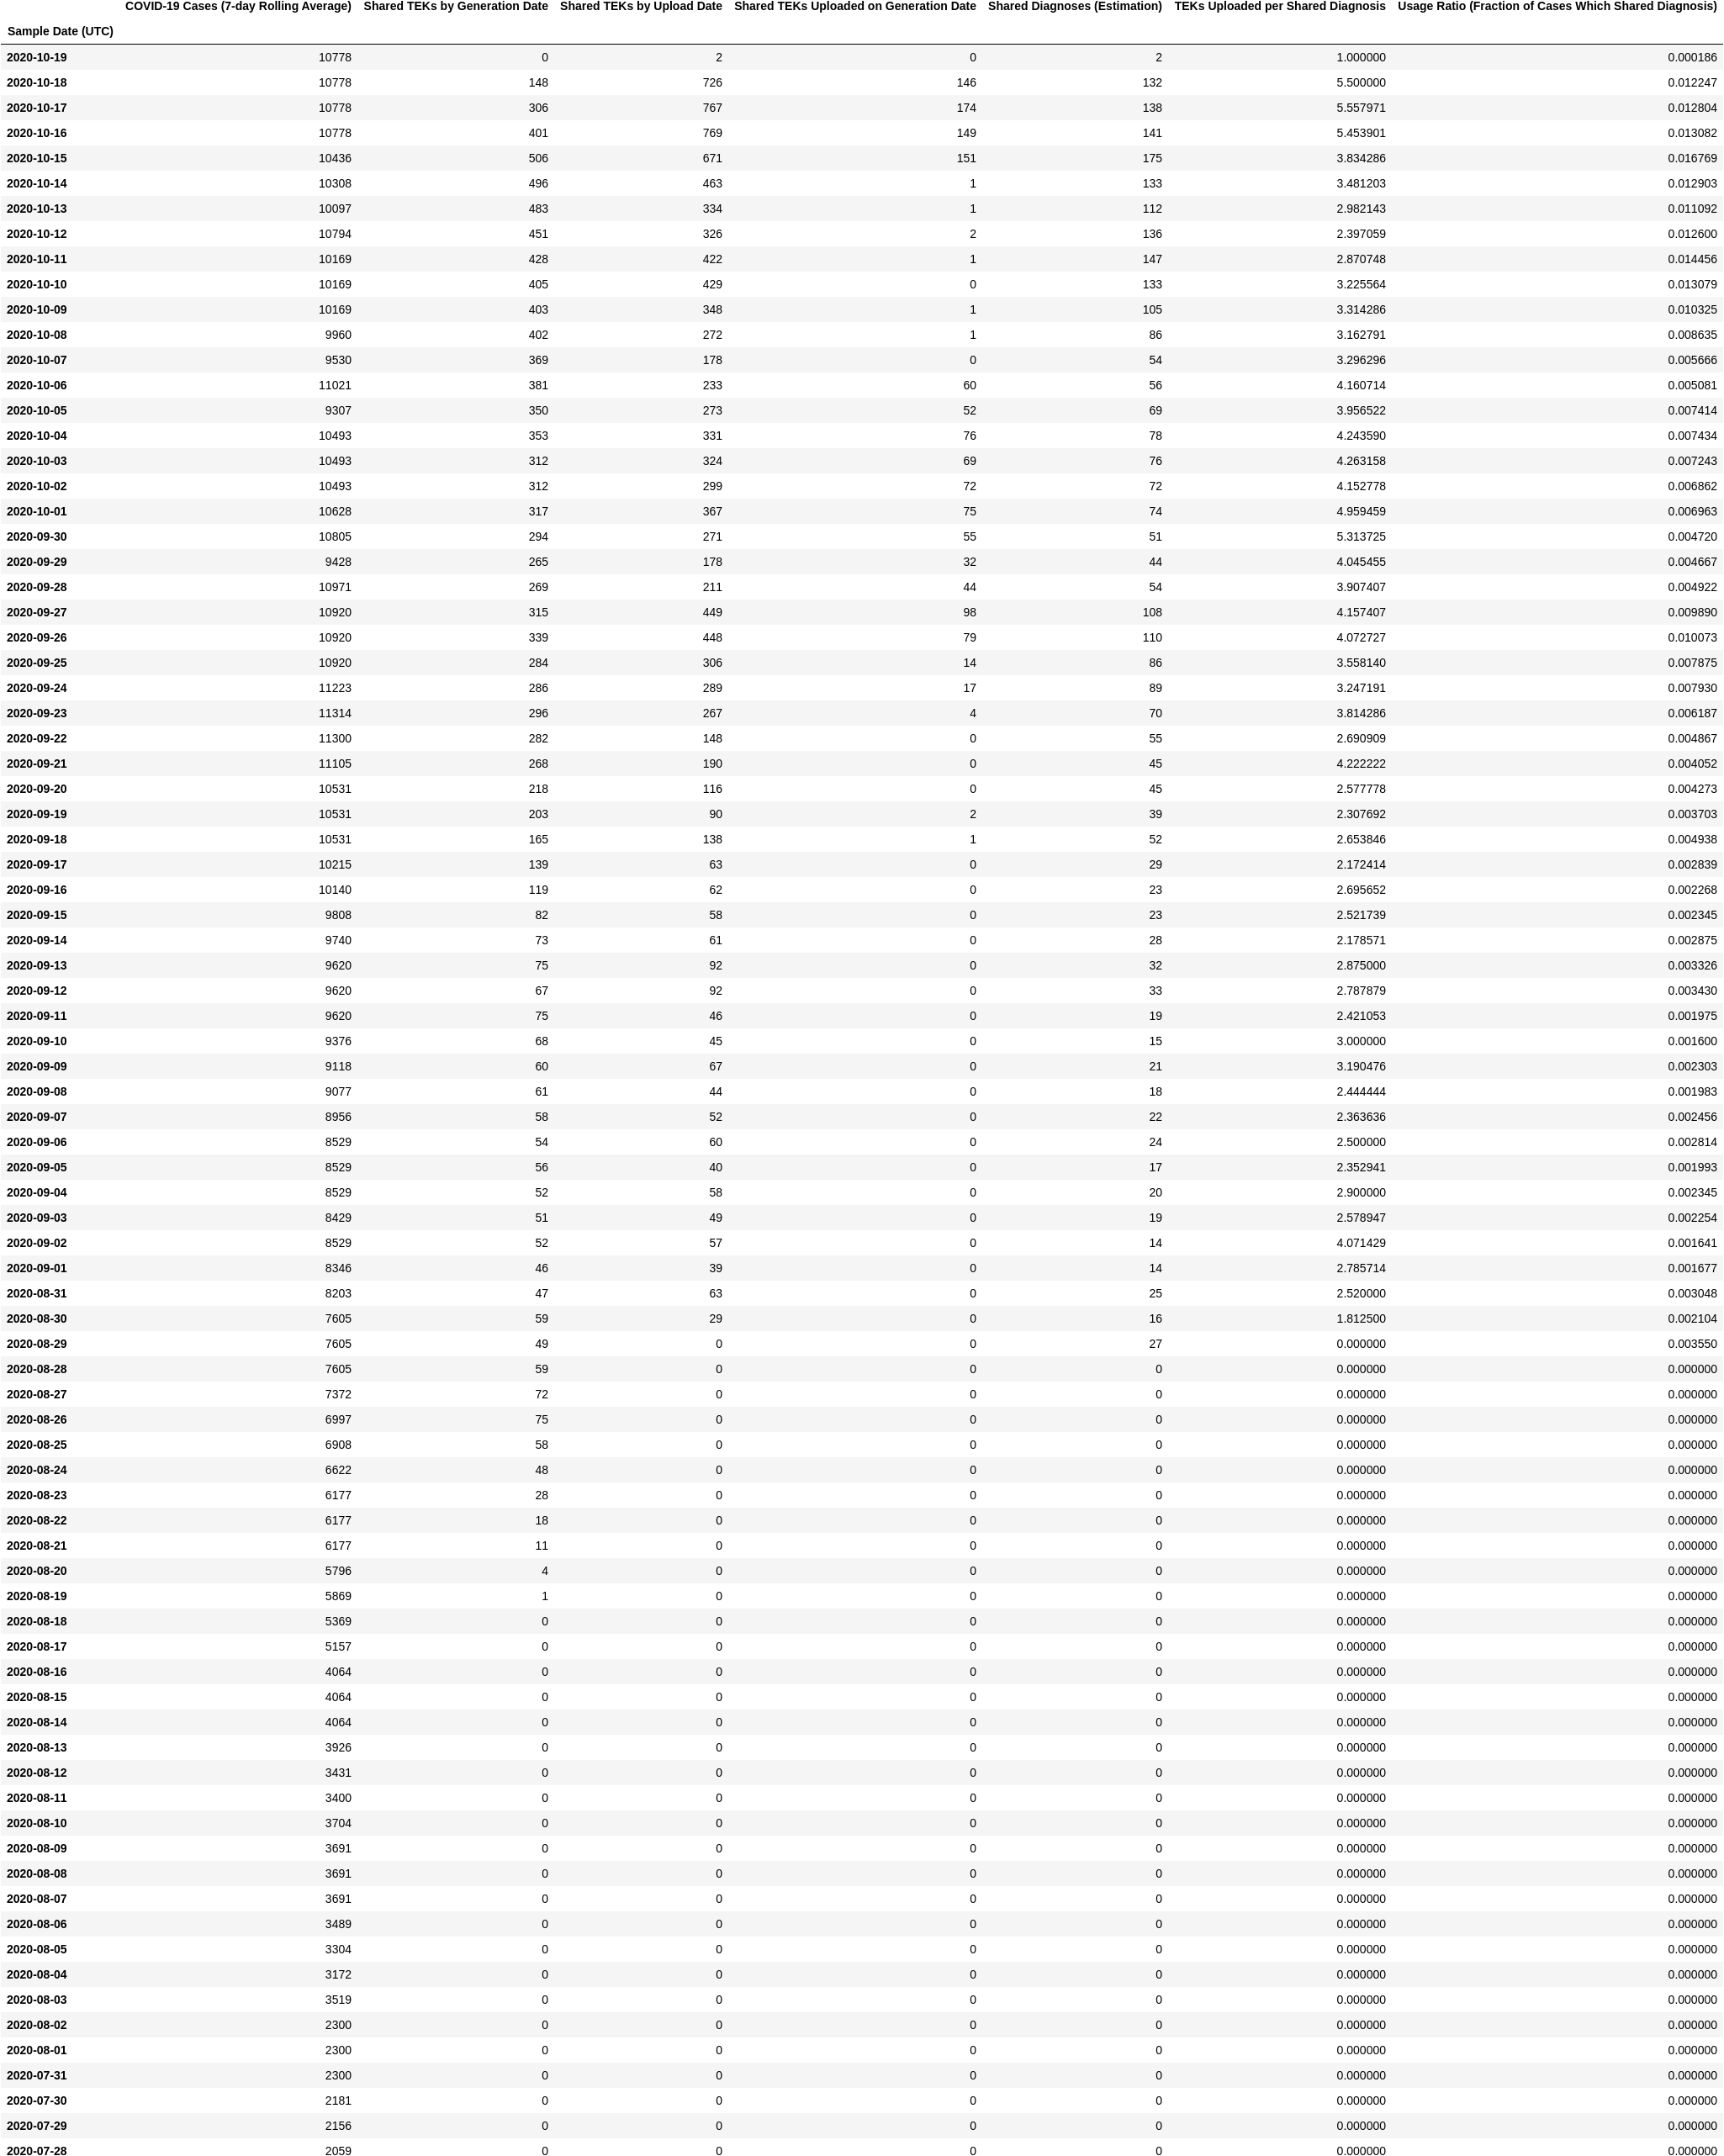 COVID-19 Cases (7-day Rolling Average) Shared TEKs by Generation Date Shared TEKs by Upload Date Shared TEKs Uploaded on Generation Date Shared Diagnoses (Estimation) TEKs Uploaded per Shared Diagnosis Usage Ratio (Fraction of Cases Which Shared Diagnosis)
Sample Date (UTC)
2020-10-19 10778 0 2 0 2 1.000000 0.000186
2020-10-18 10778 148 726 146 132 5.500000 0.012247
2020-10-17 10778 306 767 174 138 5.557971 0.012804
2020-10-16 10778 401 769 149 141 5.453901 0.013082
2020-10-15 10436 506 671 151 175 3.834286 0.016769
2020-10-14 10308 496 463 1 133 3.481203 0.012903
2020-10-13 10097 483 334 1 112 2.982143 0.011092
2020-10-12 10794 451 326 2 136 2.397059 0.012600
2020-10-11 10169 428 422 1 147 2.870748 0.014456
2020-10-10 10169 405 429 0 133 3.225564 0.013079
2020-10-09 10169 403 348 1 105 3.314286 0.010325
2020-10-08 9960 402 272 1 86 3.162791 0.008635
2020-10-07 9530 369 178 0 54 3.296296 0.005666
2020-10-06 11021 381 233 60 56 4.160714 0.005081
2020-10-05 9307 350 273 52 69 3.956522 0.007414
2020-10-04 10493 353 331 76 78 4.243590 0.007434
2020-10-03 10493 312 324 69 76 4.263158 0.007243
2020-10-02 10493 312 299 72 72 4.152778 0.006862
2020-10-01 10628 317 367 75 74 4.959459 0.006963
2020-09-30 10805 294 271 55 51 5.313725 0.004720
2020-09-29 9428 265 178 32 44 4.045455 0.004667
2020-09-28 10971 269 211 44 54 3.907407 0.004922
2020-09-27 10920 315 449 98 108 4.157407 0.009890
2020-09-26 10920 339 448 79 110 4.072727 0.010073
2020-09-25 10920 284 306 14 86 3.558140 0.007875
2020-09-24 11223 286 289 17 89 3.247191 0.007930
2020-09-23 11314 296 267 4 70 3.814286 0.006187
2020-09-22 11300 282 148 0 55 2.690909 0.004867
2020-09-21 11105 268 190 0 45 4.222222 0.004052
2020-09-20 10531 218 116 0 45 2.577778 0.004273
2020-09-19 10531 203 90 2 39 2.307692 0.003703
2020-09-18 10531 165 138 1 52 2.653846 0.004938
2020-09-17 10215 139 63 0 29 2.172414 0.002839
2020-09-16 10140 119 62 0 23 2.695652 0.002268
2020-09-15 9808 82 58 0 23 2.521739 0.002345
2020-09-14 9740 73 61 0 28 2.178571 0.002875
2020-09-13 9620 75 92 0 32 2.875000 0.003326
2020-09-12 9620 67 92 0 33 2.787879 0.003430
2020-09-11 9620 75 46 0 19 2.421053 0.001975
2020-09-10 9376 68 45 0 15 3.000000 0.001600
2020-09-09 9118 60 67 0 21 3.190476 0.002303
2020-09-08 9077 61 44 0 18 2.444444 0.001983
2020-09-07 8956 58 52 0 22 2.363636 0.002456
2020-09-06 8529 54 60 0 24 2.500000 0.002814
2020-09-05 8529 56 40 0 17 2.352941 0.001993
2020-09-04 8529 52 58 0 20 2.900000 0.002345
2020-09-03 8429 51 49 0 19 2.578947 0.002254
2020-09-02 8529 52 57 0 14 4.071429 0.001641
2020-09-01 8346 46 39 0 14 2.785714 0.001677
2020-08-31 8203 47 63 0 25 2.520000 0.003048
2020-08-30 7605 59 29 0 16 1.812500 0.002104
2020-08-29 7605 49 0 0 27 0.000000 0.003550
2020-08-28 7605 59 0 0 0 0.000000 0.000000
2020-08-27 7372 72 0 0 0 0.000000 0.000000
2020-08-26 6997 75 0 0 0 0.000000 0.000000
2020-08-25 6908 58 0 0 0 0.000000 0.000000
2020-08-24 6622 48 0 0 0 0.000000 0.000000
2020-08-23 6177 28 0 0 0 0.000000 0.000000
2020-08-22 6177 18 0 0 0 0.000000 0.000000
2020-08-21 6177 11 0 0 0 0.000000 0.000000
2020-08-20 5796 4 0 0 0 0.000000 0.000000
2020-08-19 5869 1 0 0 0 0.000000 0.000000
2020-08-18 5369 0 0 0 0 0.000000 0.000000
2020-08-17 5157 0 0 0 0 0.000000 0.000000
2020-08-16 4064 0 0 0 0 0.000000 0.000000
2020-08-15 4064 0 0 0 0 0.000000 0.000000
2020-08-14 4064 0 0 0 0 0.000000 0.000000
2020-08-13 3926 0 0 0 0 0.000000 0.000000
2020-08-12 3431 0 0 0 0 0.000000 0.000000
2020-08-11 3400 0 0 0 0 0.000000 0.000000
2020-08-10 3704 0 0 0 0 0.000000 0.000000
2020-08-09 3691 0 0 0 0 0.000000 0.000000
2020-08-08 3691 0 0 0 0 0.000000 0.000000
2020-08-07 3691 0 0 0 0 0.000000 0.000000
2020-08-06 3489 0 0 0 0 0.000000 0.000000
2020-08-05 3304 0 0 0 0 0.000000 0.000000
2020-08-04 3172 0 0 0 0 0.000000 0.000000
2020-08-03 3519 0 0 0 0 0.000000 0.000000
2020-08-02 2300 0 0 0 0 0.000000 0.000000
2020-08-01 2300 0 0 0 0 0.000000 0.000000
2020-07-31 2300 0 0 0 0 0.000000 0.000000
2020-07-30 2181 0 0 0 0 0.000000 0.000000
2020-07-29 2156 0 0 0 0 0.000000 0.000000
2020-07-28 2059 0 0 0 0 0.000000 0.000000